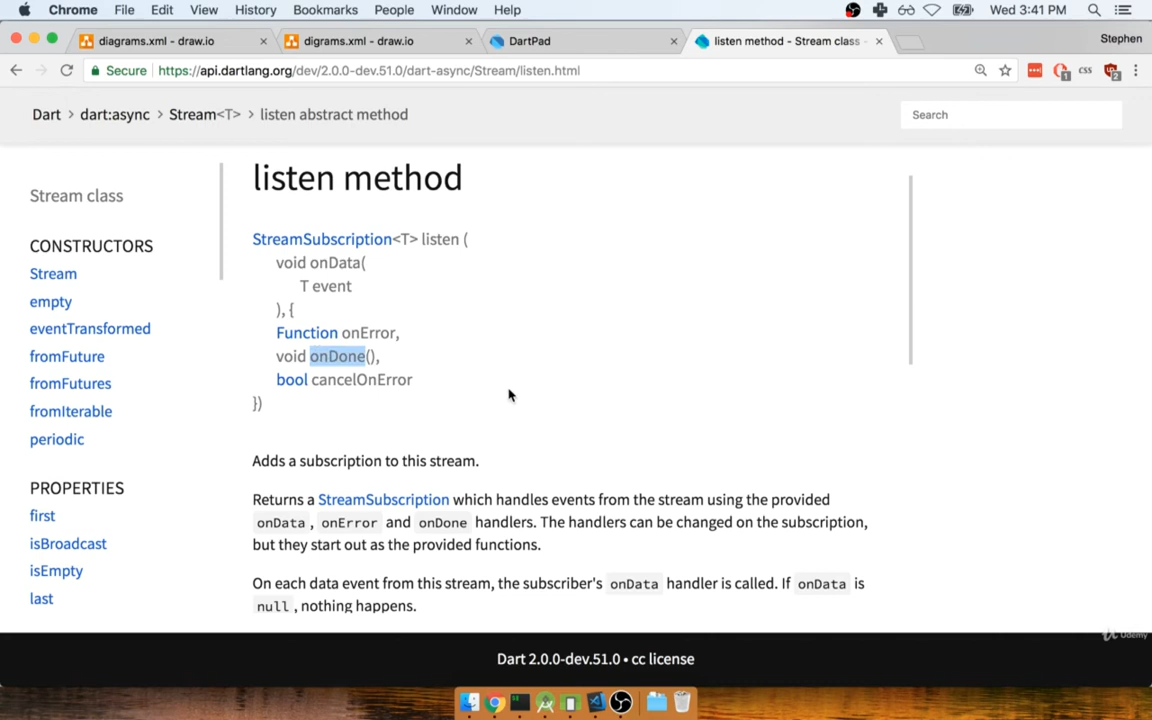 Chrome File Edit View History Bookmarks People Window Help Wed 3:41 PM
diagrams.xml - draw.io × digrams.xml - draw.io × DartPad × listen method - Stream class - × Stephen
Secure https://api.dartlang.org/dev/2.0.0-dev.51.0/dart-async/Stream/listen.html 1 css 2
Dart > dart:async > Stream<T> > listen abstract method Search
Stream class
CONSTRUCTORS
Stream
empty
eventTransformed
fromFuture
fromFutures
fromIterable
periodic
PROPERTIES
first
isBroadcast
isEmpty
last
listen method
StreamSubscription<T> listen (
void onData(
T event
), {
Function onError,
void onDone(),
bool cancelOnError
})
Adds a subscription to this stream.
Returns a StreamSubscription which handles events from the stream using the provided
onData, onError and onDone handlers. The handlers can be changed on the subscription,
but they start out as the provided functions.
On each data event from this stream, the subscriber's onData handler is called. If onData is
null, nothing happens.
Udemy
Dart 2.0.0-dev.51.0 • cc license